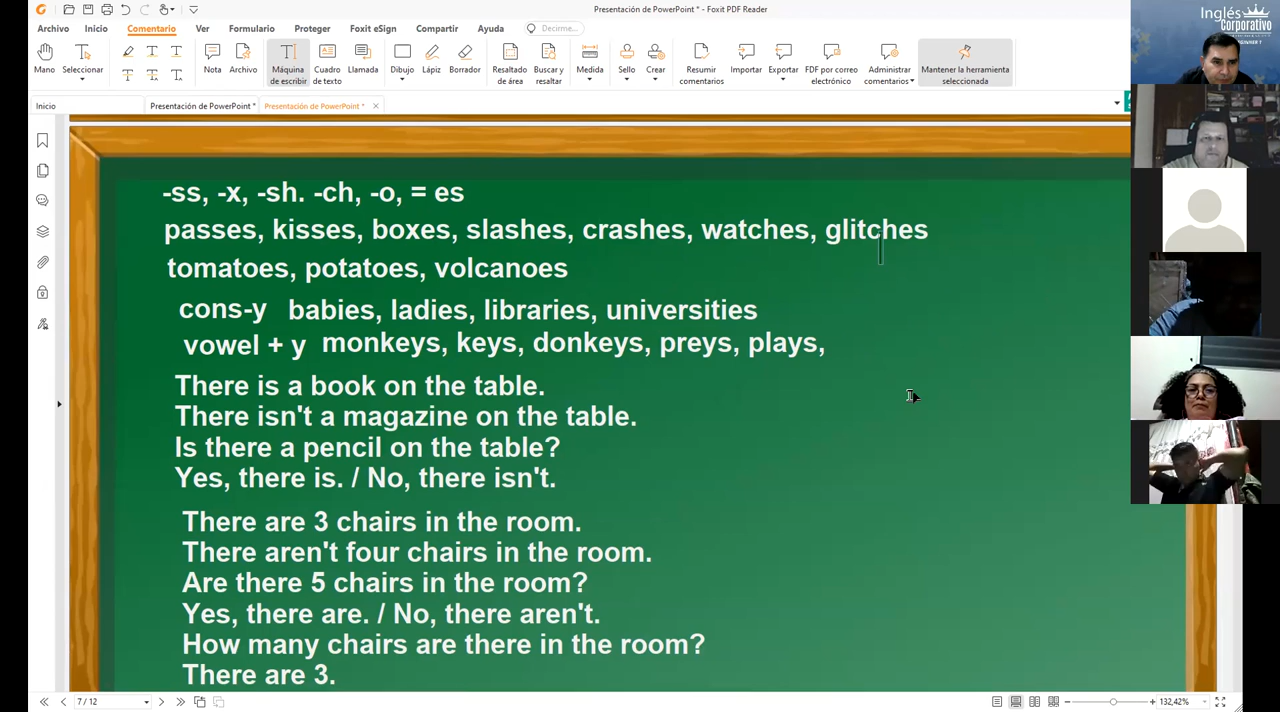 Presentación de PowerPoint * - Foxit PDF Reader
Archivo Inicio Comentario Ver Formulario Proteger Foxit eSign Compartir Ayuda Decirme...
Mano Seleccionar Nota Archivo Máquina de escribir Cuadro de texto Llamada Dibujo Lápiz Borrador Resaltado de área Buscar y resaltar Medida Sello Crear Resumir comentarios Importar Exportar PDF por correo electrónico Administrar comentarios Mantener la herramienta seleccionada
Inicio Presentación de PowerPoint * Presentación de PowerPoint *
Inglés
Corporativo
-ss, -x, -sh. -ch, -o, = es
passes, kisses, boxes, slashes, crashes, watches, glitches
tomatoes, potatoes, volcanoes
cons-y babies, ladies, libraries, universities
vowel + y monkeys, keys, donkeys, preys, plays,
There is a book on the table.
There isn't a magazine on the table.
Is there a pencil on the table?
Yes, there is. / No, there isn't.
There are 3 chairs in the room.
There aren't four chairs in the room.
Are there 5 chairs in the room?
Yes, there are. / No, there aren't.
How many chairs are there in the room?
There are 3.
7 / 12
132,42%